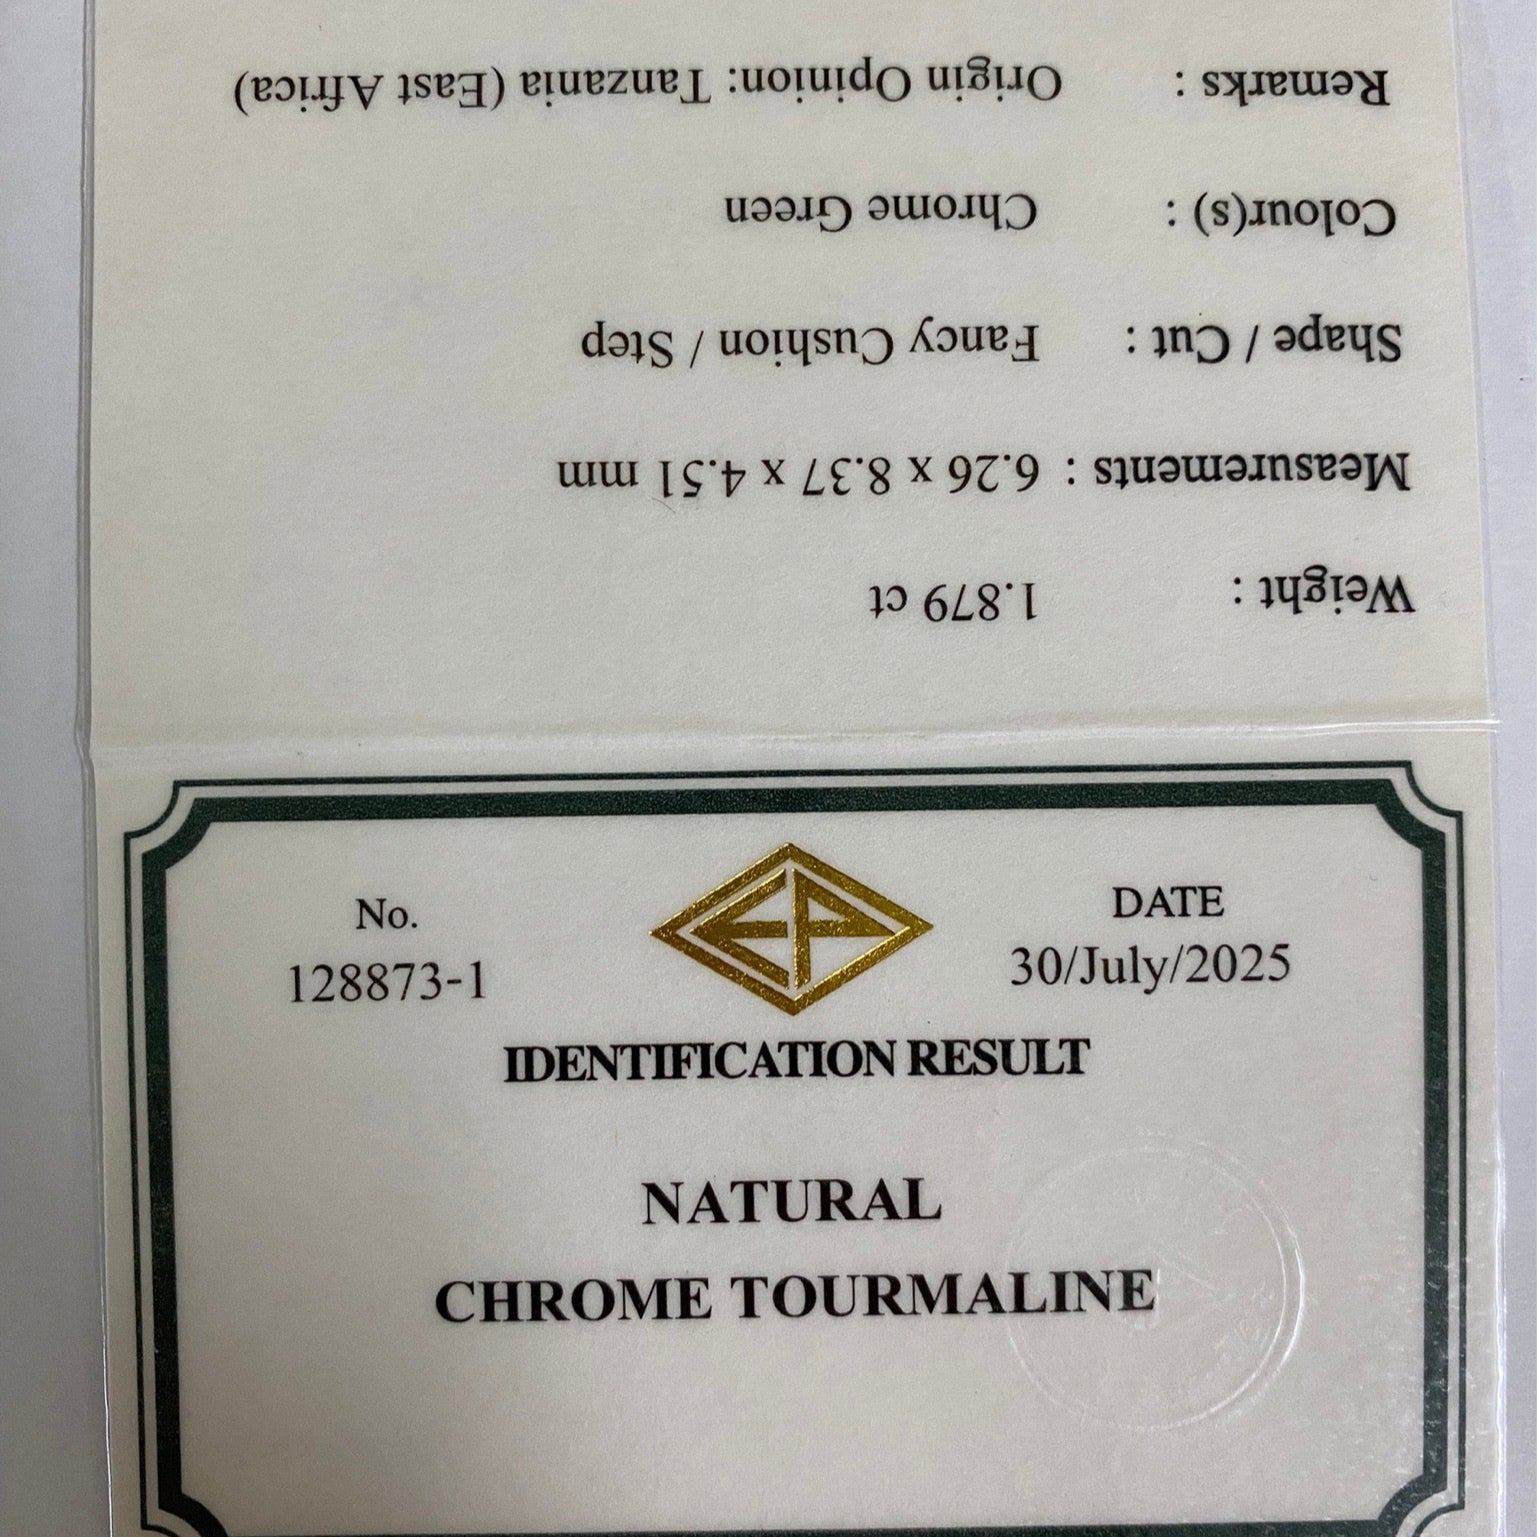 No.
128873-1
EP
DATE
30/July/2025
IDENTIFICATION RESULT
NATURAL
CHROME TOURMALINE
Weight : 1.879 ct
Measurements : 6.26 x 8.37 x 4.51 mm
Shape / Cut : Fancy Cushion / Step
Colour(s) : Chrome Green
Remarks : Origin Opinion: Tanzania (East Africa)